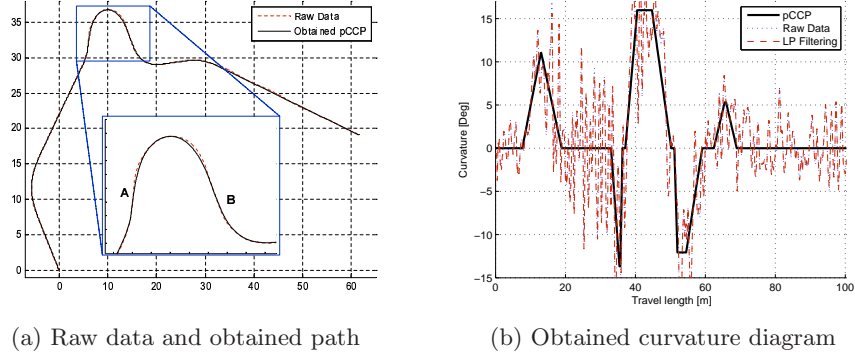 35
30
25
20
15
10
5
0
0
10
20
30
40
50
60
Raw Data
Obtained pCCP
A
B
15
10
5
0
−5
−10
−15
0
20
40
60
80
100
Curvature [Deg]
Travel length [m]
pCCP
Raw Data
LP Filtering
(a) Raw data and obtained path
(b) Obtained curvature diagram